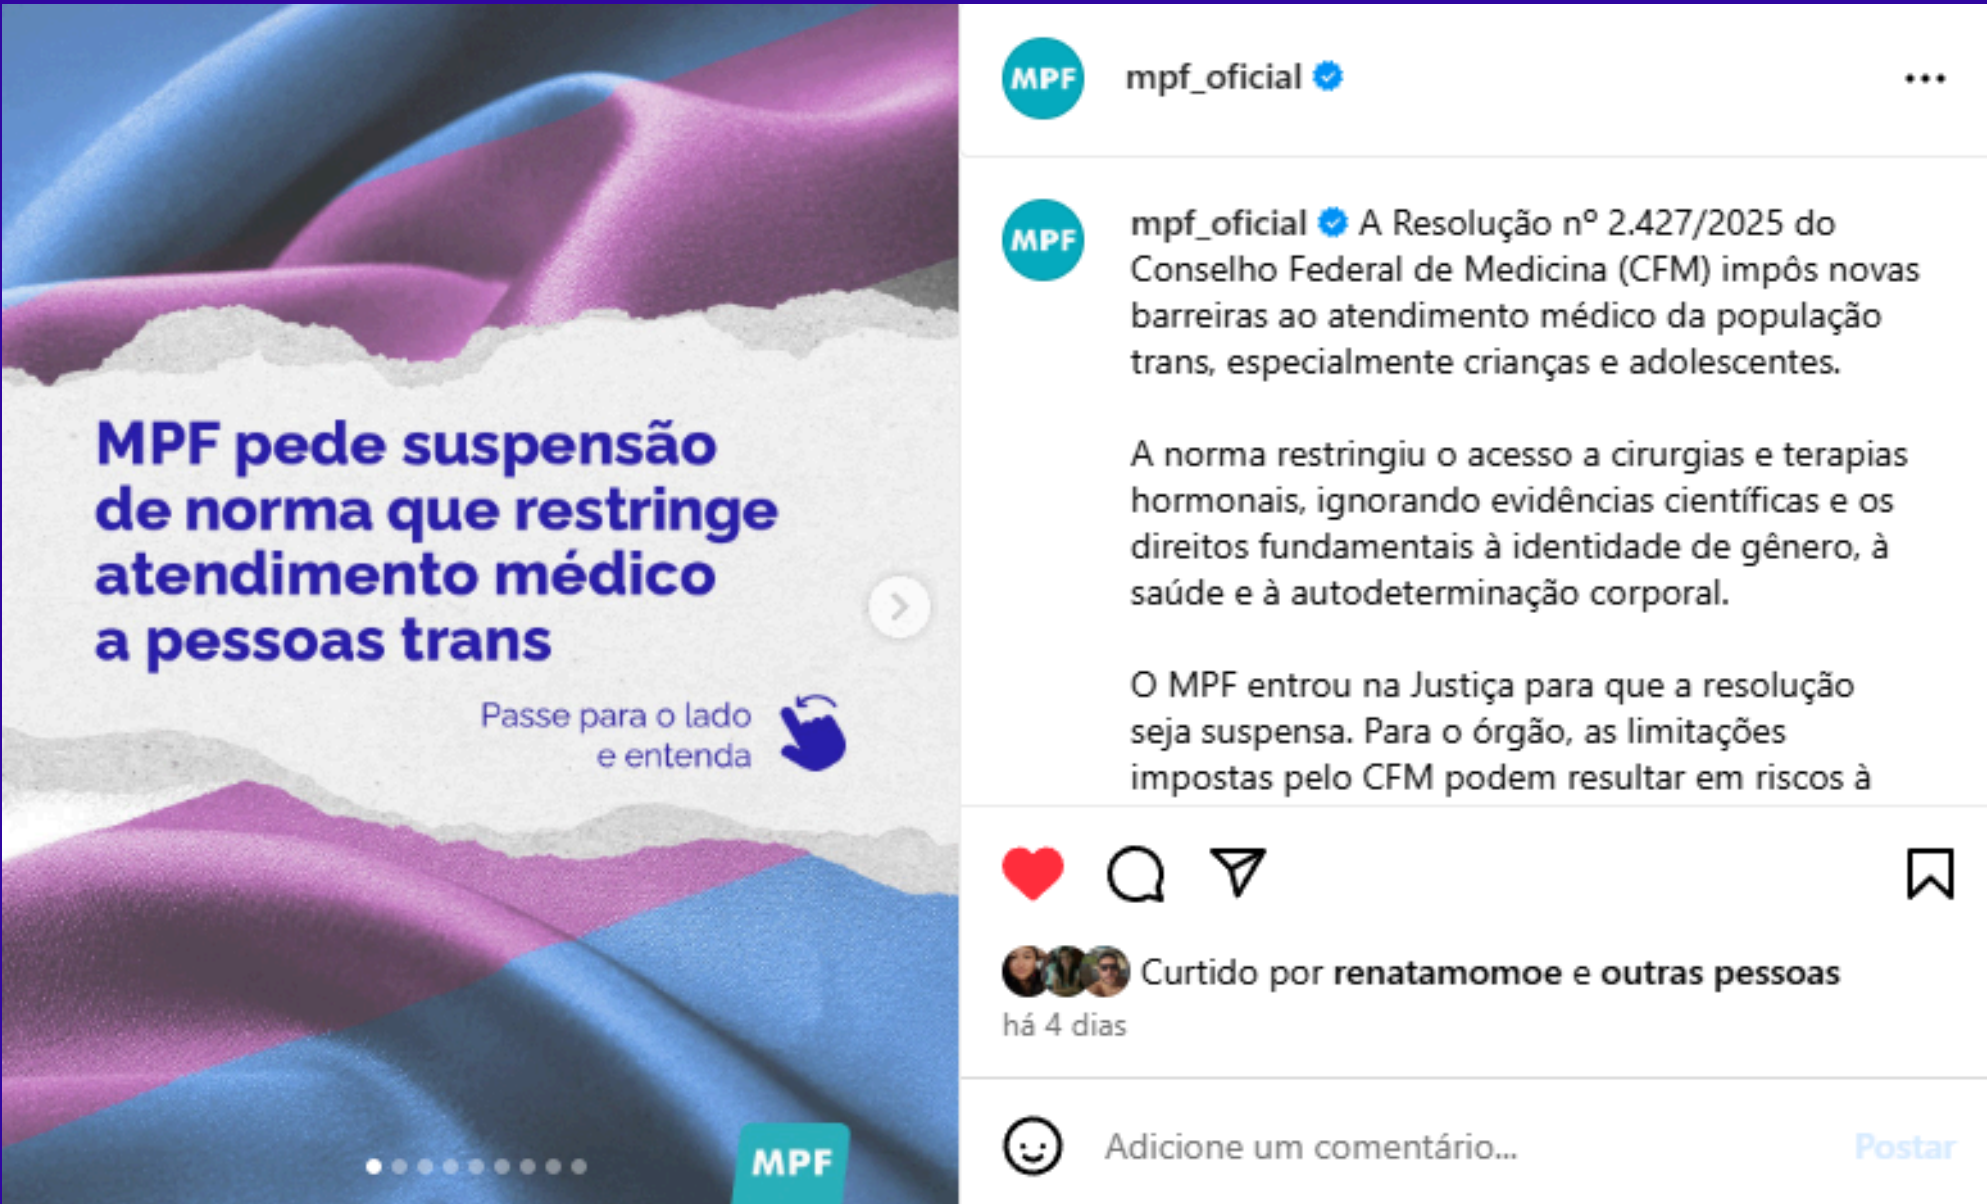 MPF pede suspensão
de norma que restringe
atendimento médico
a pessoas trans
Passe para o lado
e entenda
MPF
MPF
mpf_oficial
MPF
mpf_oficial A Resolução nº 2.427/2025 do
Conselho Federal de Medicina (CFM) impôs novas
barreiras ao atendimento médico da população
trans, especialmente crianças e adolescentes.
A norma restringiu o acesso a cirurgias e terapias
hormonais, ignorando evidências científicas e os
direitos fundamentais à identidade de gênero, à
saúde e à autodeterminação corporal.
O MPF entrou na Justiça para que a resolução
seja suspensa. Para o órgão, as limitações
impostas pelo CFM podem resultar em riscos à
Curtido por renatamomoe e outras pessoas
há 4 dias
Adicione um comentário...
Postar